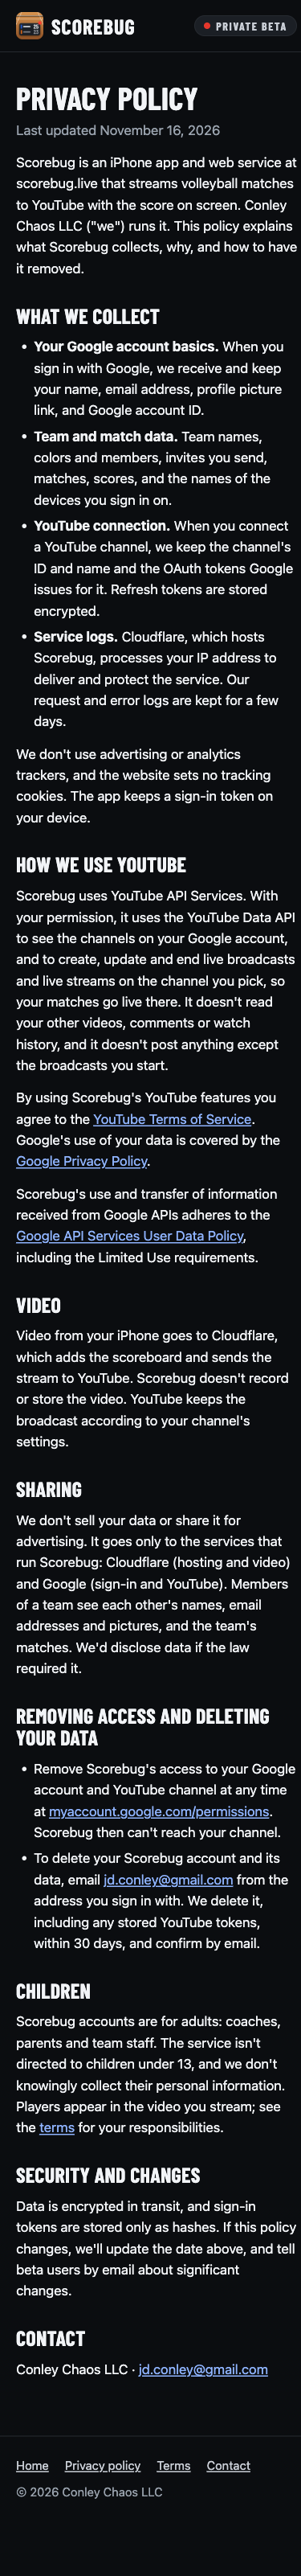 SCOREBUG
PRIVATE BETA
PRIVACY POLICY
Last updated November 16, 2026
Scorebug is an iPhone app and web service at
scorebug.live that streams volleyball matches
to YouTube with the score on screen. Conley
Chaos LLC ("we") runs it. This policy explains
what Scorebug collects, why, and how to have
it removed.
WHAT WE COLLECT
• Your Google account basics. When you
sign in with Google, we receive and keep
your name, email address, profile picture
link, and Google account ID.
• Team and match data. Team names,
colors and members, invites you send,
matches, scores, and the names of the
devices you sign in on.
• YouTube connection. When you connect
a YouTube channel, we keep the channel's
ID and name and the OAuth tokens Google
issues for it. Refresh tokens are stored
encrypted.
• Service logs. Cloudflare, which hosts
Scorebug, processes your IP address to
deliver and protect the service. Our
request and error logs are kept for a few
days.
We don't use advertising or analytics
trackers, and the website sets no tracking
cookies. The app keeps a sign-in token on
your device.
HOW WE USE YOUTUBE
Scorebug uses YouTube API Services. With
your permission, it uses the YouTube Data API
to see the channels on your Google account,
and to create, update and end live broadcasts
and live streams on the channel you pick, so
your matches go live there. It doesn't read
your other videos, comments or watch
history, and it doesn't post anything except
the broadcasts you start.
By using Scorebug's YouTube features you
agree to the YouTube Terms of Service.
Google's use of your data is covered by the
Google Privacy Policy.
Scorebug's use and transfer of information
received from Google APIs adheres to the
Google API Services User Data Policy,
including the Limited Use requirements.
VIDEO
Video from your iPhone goes to Cloudflare,
which adds the scoreboard and sends the
stream to YouTube. Scorebug doesn't record
or store the video. YouTube keeps the
broadcast according to your channel's
settings.
SHARING
We don't sell your data or share it for
advertising. It goes only to the services that
run Scorebug: Cloudflare (hosting and video)
and Google (sign-in and YouTube). Members
of a team see each other's names, email
addresses and pictures, and the team's
matches. We'd disclose data if the law
required it.
REMOVING ACCESS AND DELETING
YOUR DATA
• Remove Scorebug's access to your Google
account and YouTube channel at any time
at myaccount.google.com/permissions.
Scorebug then can't reach your channel.
• To delete your Scorebug account and its
data, email jd.conley@gmail.com from the
address you sign in with. We delete it,
including any stored YouTube tokens,
within 30 days, and confirm by email.
CHILDREN
Scorebug accounts are for adults: coaches,
parents and team staff. The service isn't
directed to children under 13, and we don't
knowingly collect their personal information.
Players appear in the video you stream; see
the terms for your responsibilities.
SECURITY AND CHANGES
Data is encrypted in transit, and sign-in
tokens are stored only as hashes. If this policy
changes, we'll update the date above, and tell
beta users by email about significant
changes.
CONTACT
Conley Chaos LLC · jd.conley@gmail.com
Home Privacy policy Terms Contact
© 2026 Conley Chaos LLC